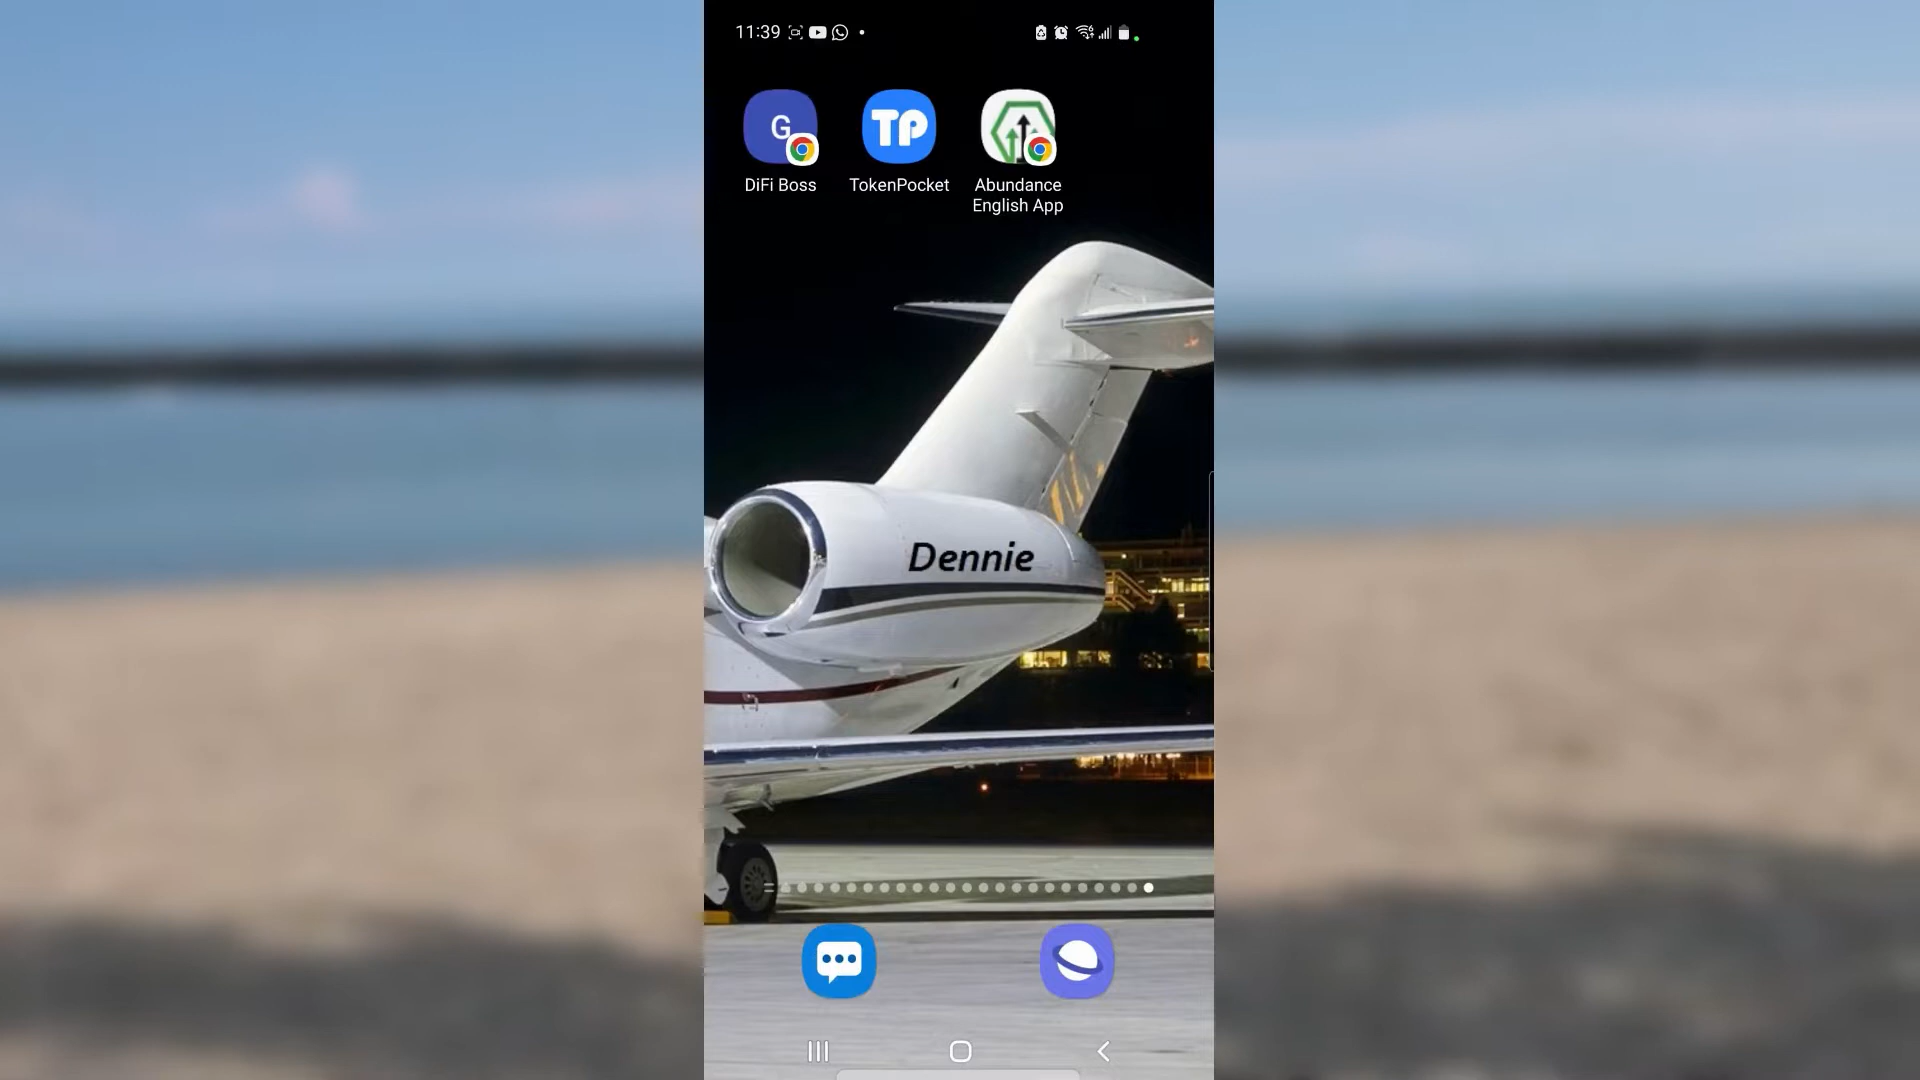 11:39
G
TP
DiFi Boss
TokenPocket
Abundance
English App
Dennie